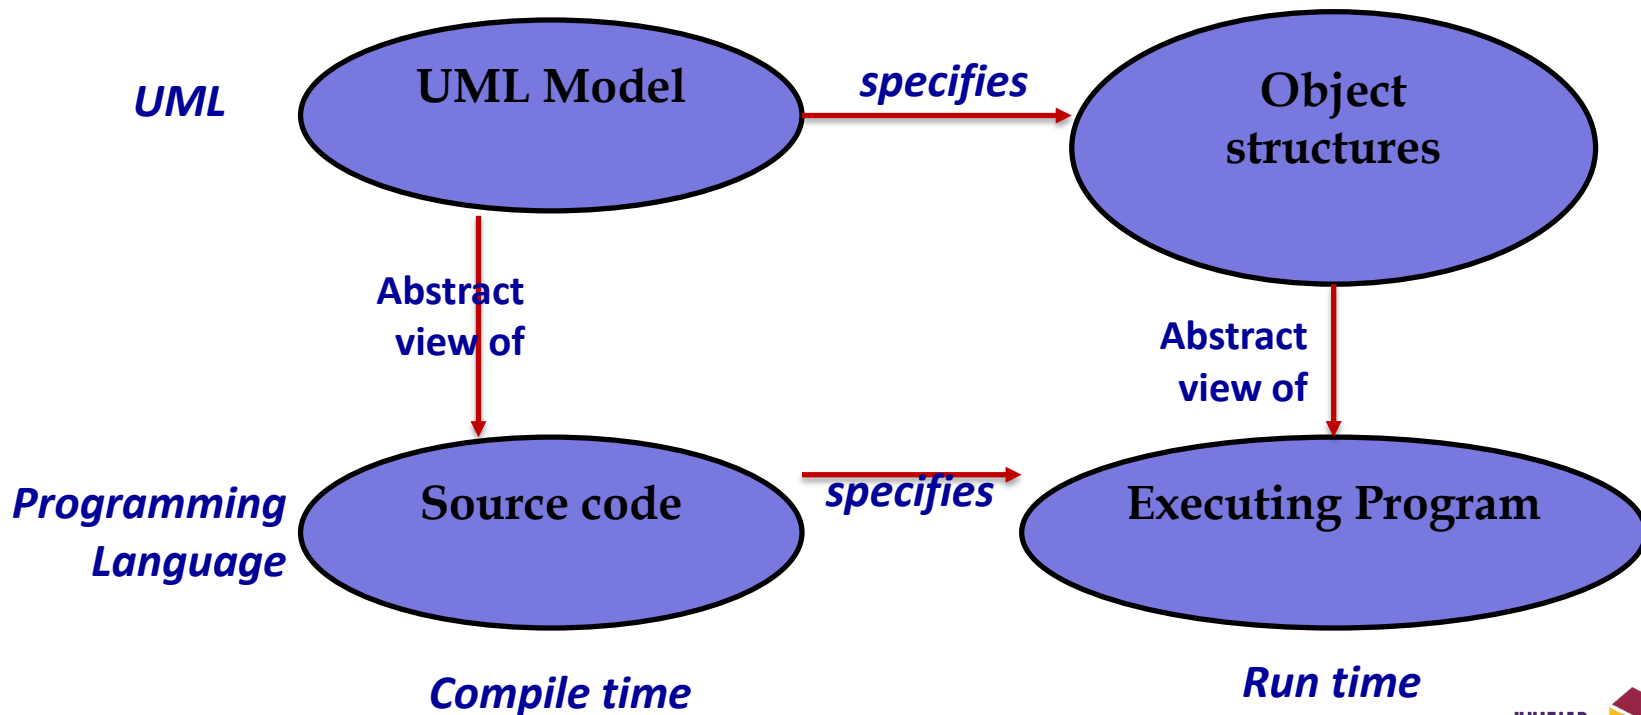 UML
UML Model
specifies
Object
structures
Abstract
view of
Abstract
view of
Programming
Language
Source code
specifies
Executing Program
Compile time
Run time